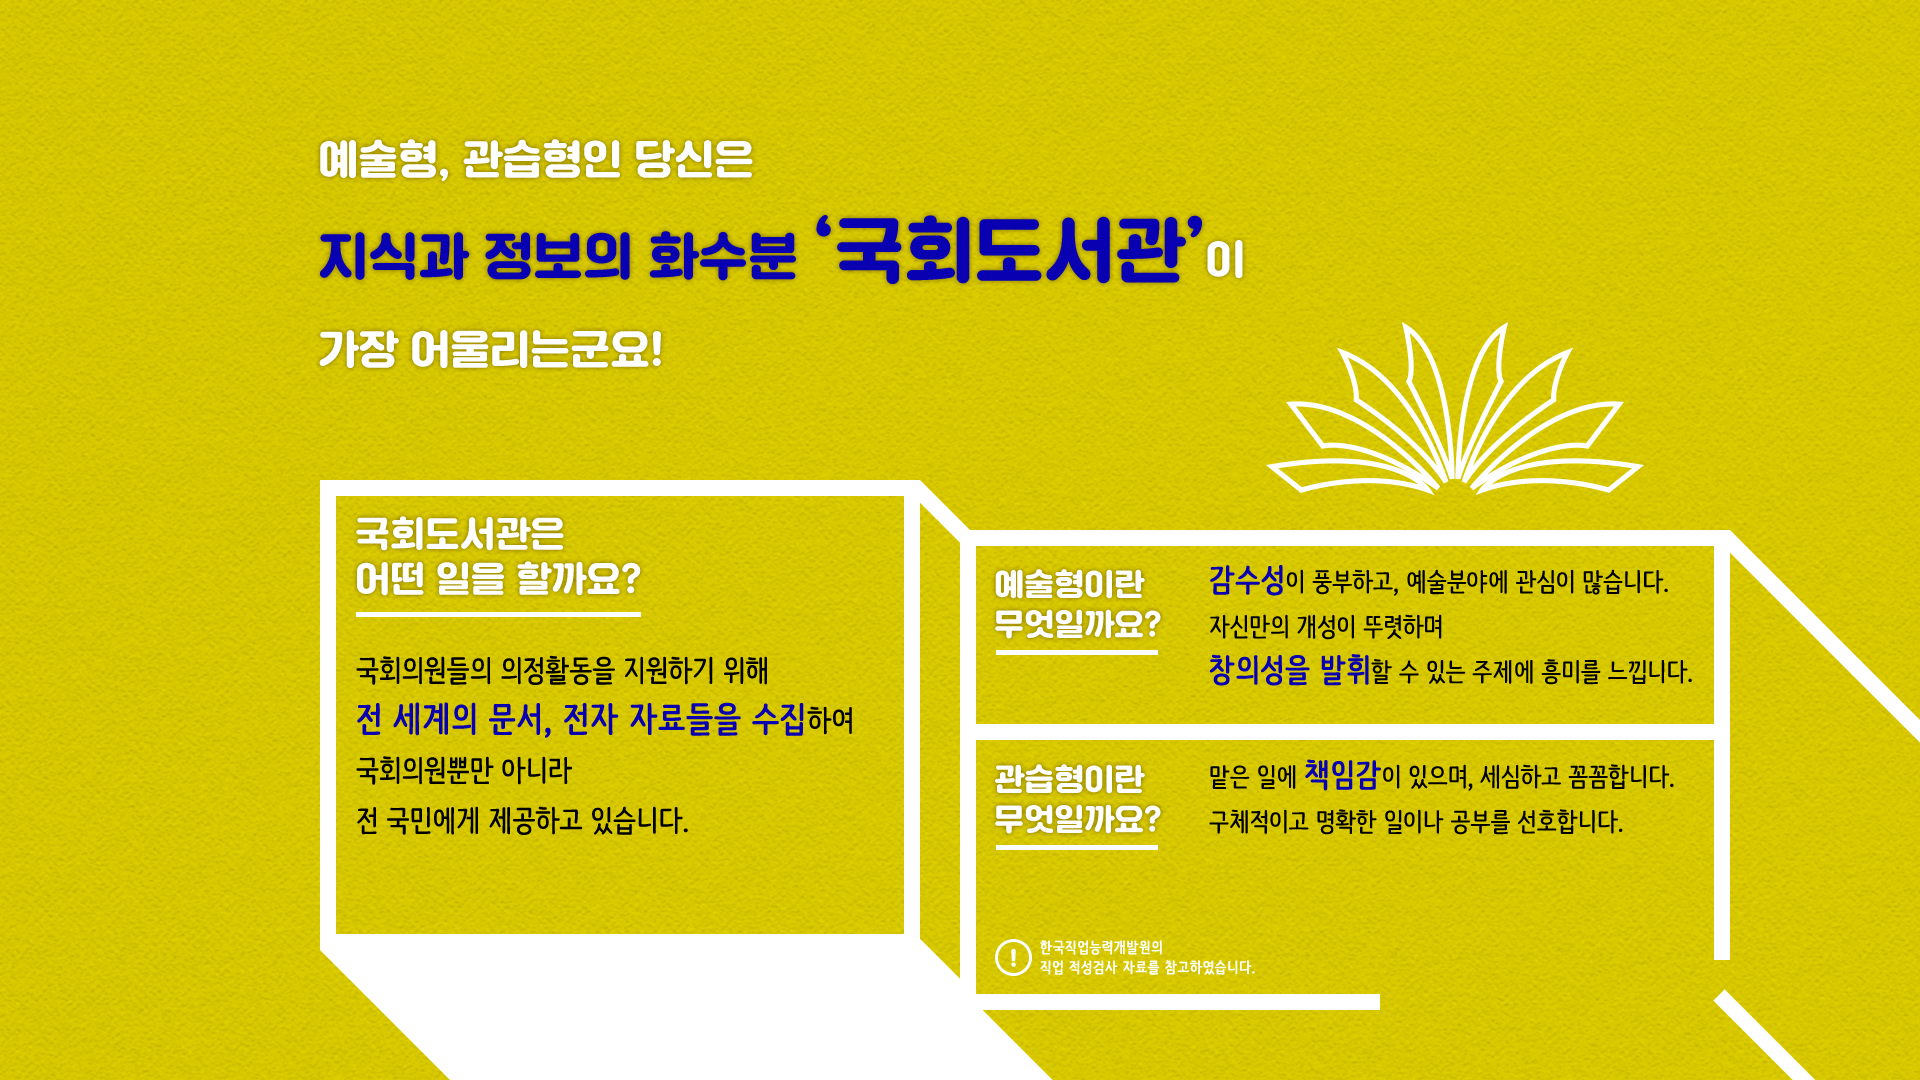 예술형, 관습형인 당신은
지식과 정보의 화수분 ‘국회도서관’이
가장 어울리는군요!
국회도서관은
어떤 일을 할까요?
국회의원들의 의정활동을 지원하기 위해
전 세계의 문서, 전자 자료들을 수집하여
국회의원뿐만 아니라
전 국민에게 제공하고 있습니다.
예술형이란
무엇일까요?
감수성이 풍부하고, 예술분야에 관심이 많습니다.
자신만의 개성이 뚜렷하며
창의성을 발휘할 수 있는 주제에 흥미를 느낍니다.
관습형이란
무엇일까요?
맡은 일에 책임감이 있으며, 세심하고 꼼꼼합니다.
구체적이고 명확한 일이나 공부를 선호합니다.
한국직업능력개발원의
직업 적성검사 자료를 참고하였습니다.